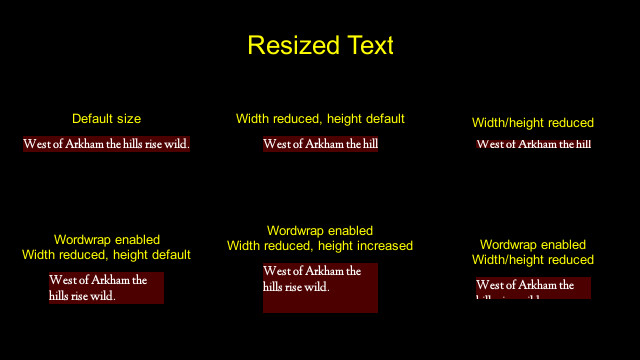 Resized Text
Default size
West of Arkham the hills rise wild.
Width reduced, height default
West of Arkham the hill
Width/height reduced
West of Arkham the hill
Wordwrap enabled
Width reduced, height default
West of Arkham the
hills rise wild.
Wordwrap enabled
Width reduced, height increased
West of Arkham the
hills rise wild.
Wordwrap enabled
Width/height reduced
West of Arkham the
hills rise wild.